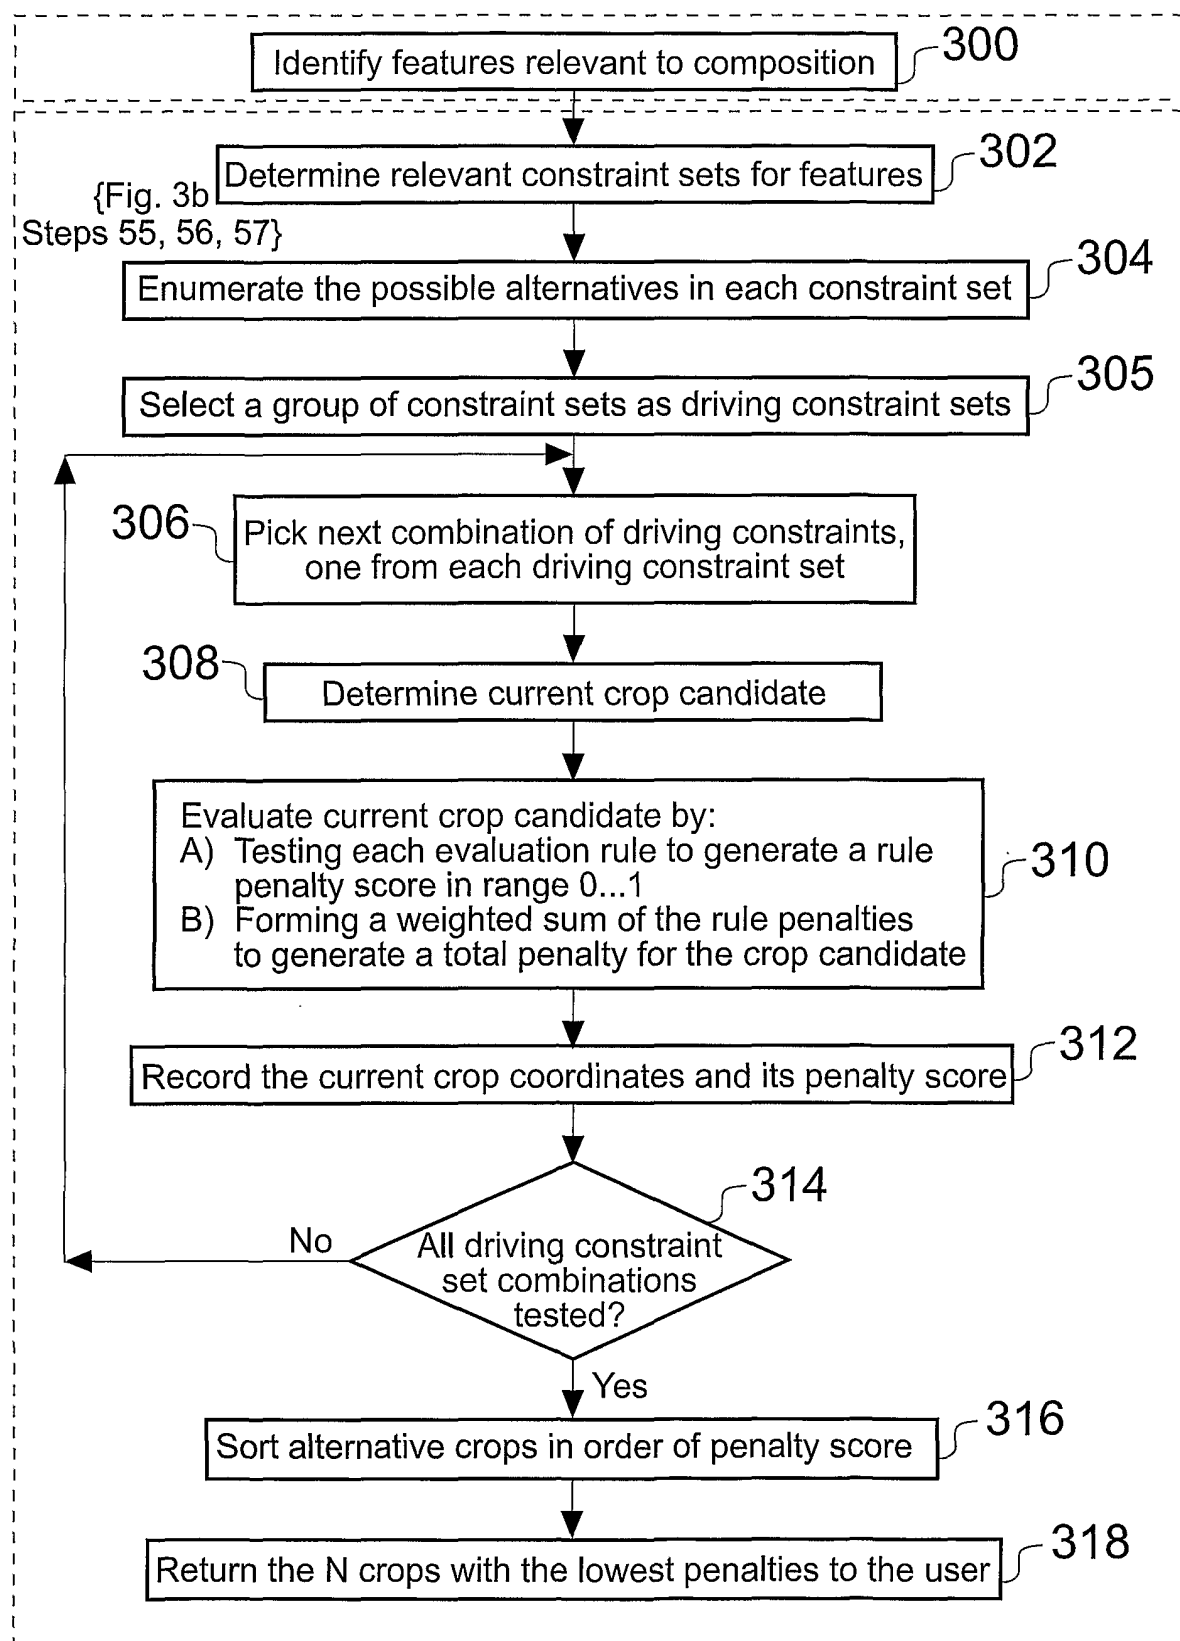 Identify features relevant to composition
300
Determine relevant constraint sets for features
302
{Fig. 3b
Steps 55, 56, 57}
Enumerate the possible alternatives in each constraint set
304
Select a group of constraint sets as driving constraint sets
305
306
Pick next combination of driving constraints,
one from each driving constraint set
308
Determine current crop candidate
Evaluate current crop candidate by:
A) Testing each evaluation rule to generate a rule
penalty score in range 0...1
B) Forming a weighted sum of the rule penalties
to generate a total penalty for the crop candidate
310
Record the current crop coordinates and its penalty score
312
314
No
All driving constraint
set combinations
tested?
Yes
Sort alternative crops in order of penalty score
316
Return the N crops with the lowest penalties to the user
318